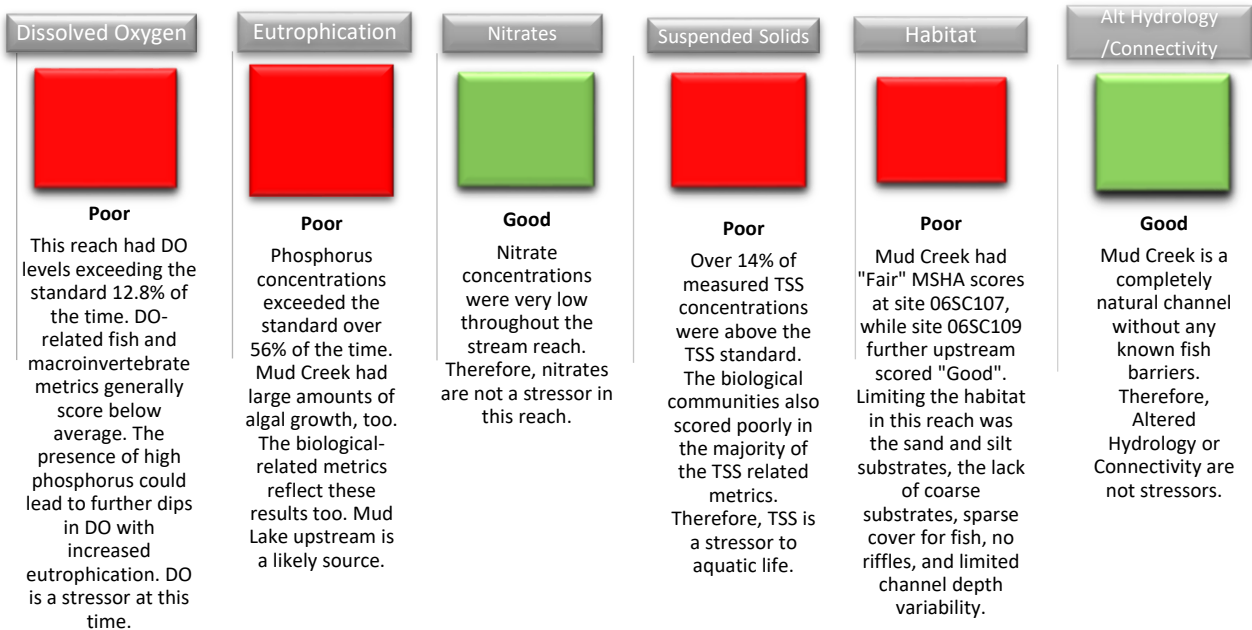 Dissolved Oxygen
Poor
This reach had DO
levels exceeding the
standard 12.8% of
the time. DO-
related fish and
macroinvertebrate
metrics generally
score below
average. The
presence of high
phosphorus could
lead to further dips
in DO with
increased
eutrophication. DO
is a stressor at this
time.
Eutrophication
Poor
Phosphorus
concentrations
exceeded the
standard over
56% of the time.
Mud Creek had
large amounts of
algal growth, too.
The biological-
related metrics
reflect these
results too. Mud
Lake upstream is
a likely source.
Nitrates
Good
Nitrate
concentrations
were very low
throughout the
stream reach.
Therefore, nitrates
are not a stressor in
this reach.
Suspended Solids
Poor
Over 14% of
measured TSS
concentrations
were above the
TSS standard.
The biological
communities also
scored poorly in
the majority of
the TSS related
metrics.
Therefore, TSS is
a stressor to
aquatic life.
Habitat
Poor
Mud Creek had
"Fair" MSHA scores
at site 06SC107,
while site 06SC109
further upstream
scored "Good".
Limiting the habitat
in this reach was
the sand and silt
substrates, the lack
of coarse
substrates, sparse
cover for fish, no
riffles, and limited
channel depth
variability.
Alt Hydrology
/Connectivity
Good
Mud Creek is a
completely
natural channel
without any
known fish
barriers.
Therefore,
Altered
Hydrology or
Connectivity are
not stressors.